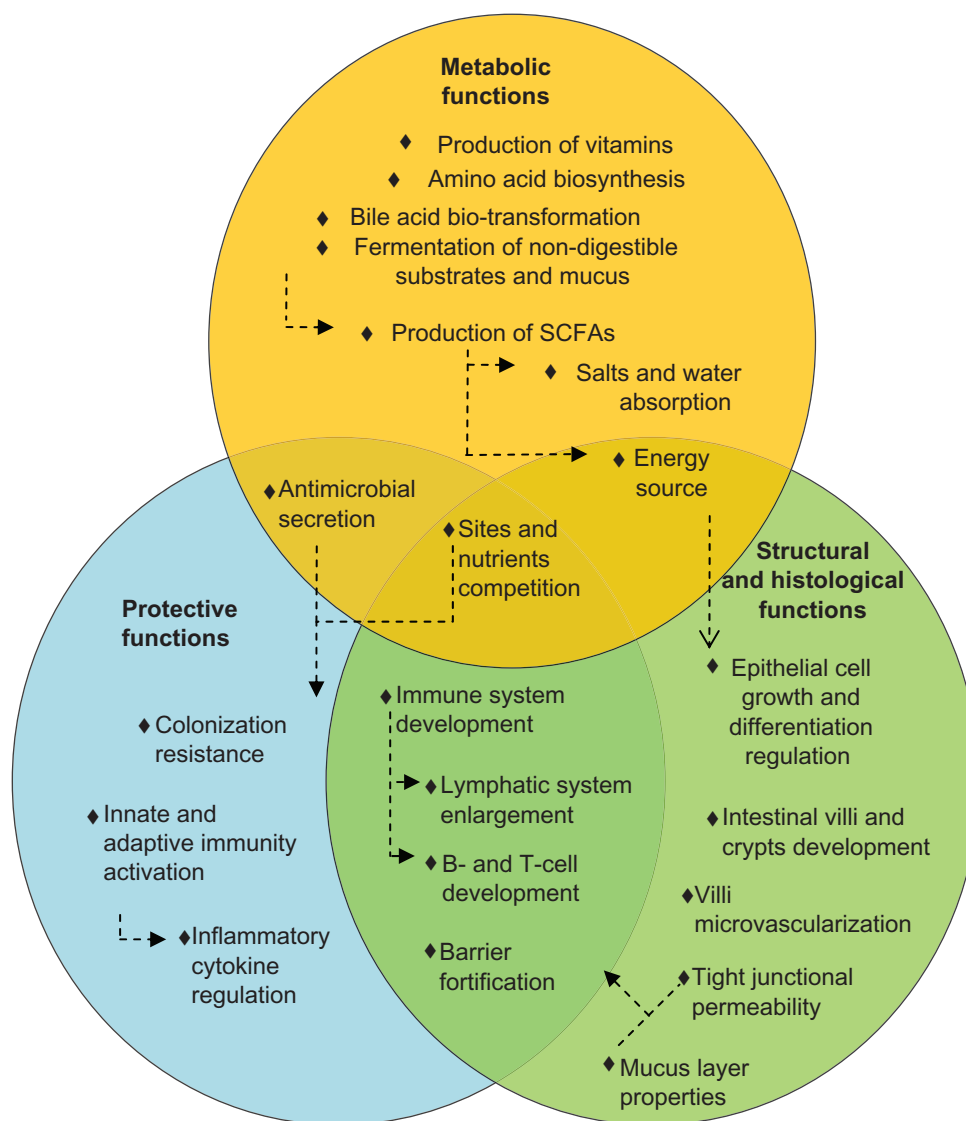 Metabolic
functions
♦ Production of vitamins
♦ Amino acid biosynthesis
♦ Bile acid bio-transformation
♦ Fermentation of non-digestible
substrates and mucus
♦ Production of SCFAs
♦ Salts and water
absorption
♦ Energy
source
♦ Antimicrobial
secretion
♦ Sites and
nutrients
competition
Protective
functions
♦ Colonization
resistance
♦ Innate and
adaptive immunity
activation
♦ Inflammatory
cytokine
regulation
♦ Immune system
development
♦ Lymphatic system
enlargement
♦ B- and T-cell
development
♦ Barrier
fortification
Structural
and histological
functions
♦ Epithelial cell
growth and
differentiation
regulation
♦ Intestinal villi and
crypts development
♦ Villi
microvascularization
♦ Tight junctional
permeability
♦ Mucus layer
properties